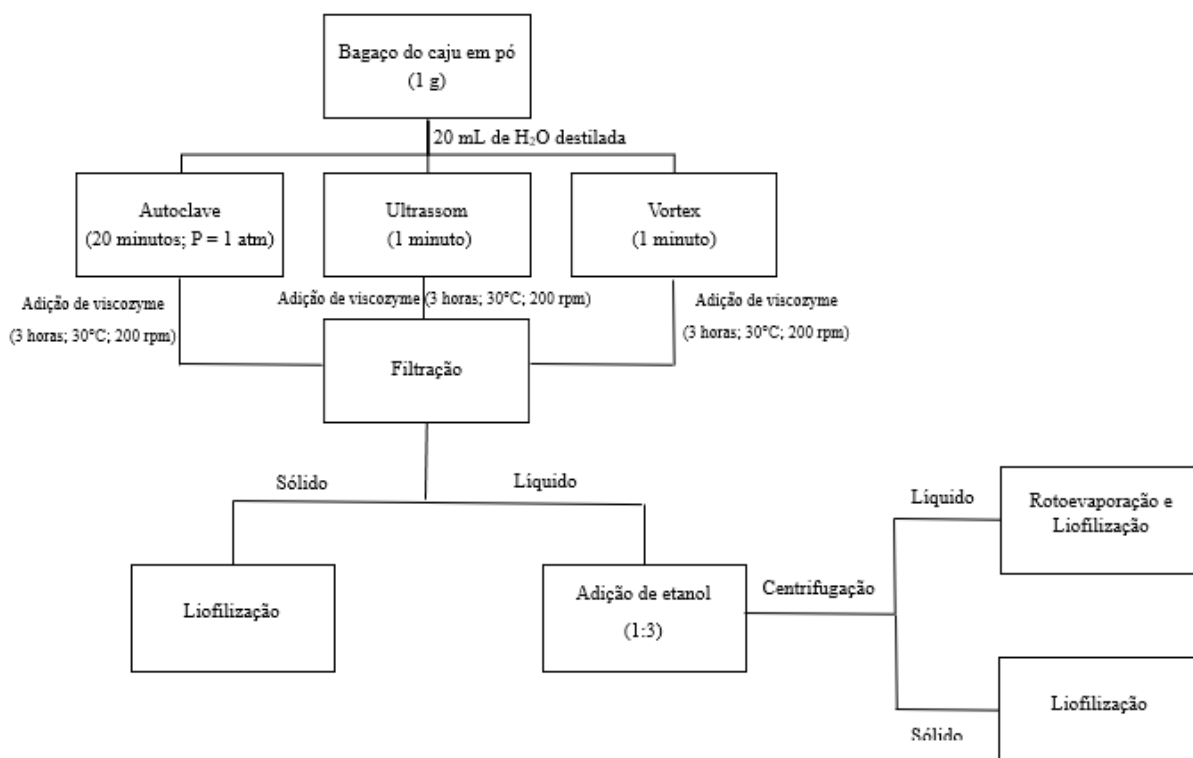 Bagaço do caju em pó
(1 g)
20 mL de H₂O destilada
Autoclave
(20 minutos; P = 1 atm)
Ultrassom
(1 minuto)
Vortex
(1 minuto)
Adição de viscozyme
(3 horas; 30°C; 200 rpm)
Adição de viscozyme (3 horas; 30°C; 200 rpm)
Adição de viscozyme
(3 horas; 30°C; 200 rpm)
Filtração
Sólido
Líquido
Liofilização
Adição de etanol
(1:3)
Centrifugação
Líquido
Rotoevaporação e
Liofilização
Sólido
Liofilização